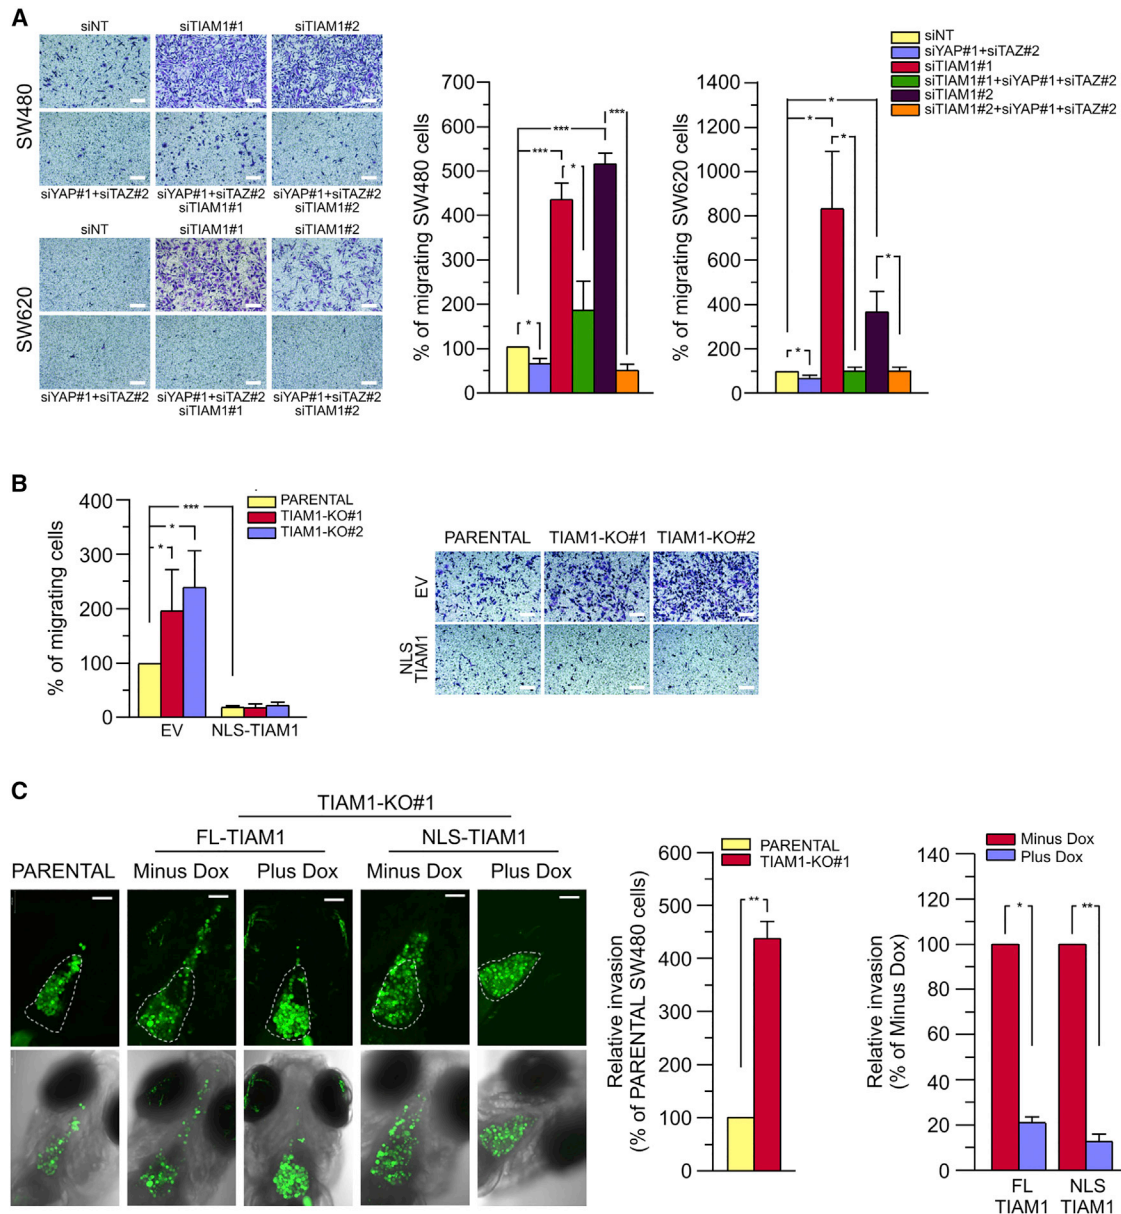 A
siNT siTIAM1#1 siTIAM1#2
SW480
siYAP#1+siTAZ#2 siYAP#1+siTAZ#2 siYAP#1+siTAZ#2
siTIAM1#1 siTIAM1#2
siNT siTIAM1#1 siTIAM1#2
SW620
siYAP#1+siTAZ#2 siYAP#1+siTAZ#2 siYAP#1+siTAZ#2
siTIAM1#1 siTIAM1#2
% of migrating SW480 cells
700
600
500
400
300
200
100
0
***
***
*
***
*
% of migrating SW620 cells
1400
1200
1000
800
600
400
200
0
*
*
*
*
*
siNT
siYAP#1+siTAZ#2
siTIAM1#1
siTIAM1#1+siYAP#1+siTAZ#2
siTIAM1#2
siTIAM1#2+siYAP#1+siTAZ#2
B
% of migrating cells
400
300
200
100
0
***
*
*
PARENTAL
TIAM1-KO#1
TIAM1-KO#2
EV NLS-TIAM1
PARENTAL TIAM1-KO#1 TIAM1-KO#2
EV
NLS
TIAM1
C
TIAM1-KO#1
FL-TIAM1 NLS-TIAM1
PARENTAL Minus Dox Plus Dox Minus Dox Plus Dox
Relative invasion
(% of PARENTAL SW480 cells)
600
500
400
300
200
100
0
PARENTAL
TIAM1-KO#1
**
Relative invasion
(% of Minus Dox)
140
120
100
80
60
40
20
0
Minus Dox
Plus Dox
* **
FL NLS
TIAM1 TIAM1